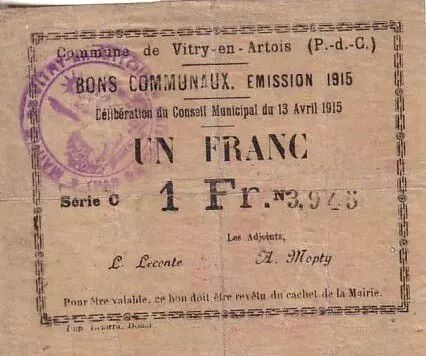 Commune de Vitry-en-Artois (P.-d.-C.)
BONS COMMUNAUX. EMISSION 1915
Délibération du Conseil Municipal du 13 Avril 1915
UN FRANC
Série C 1 Fr. N° 3,945
Les Adjoints,
L. Leconte A. Mopty
Pour être valable, ce bon doit être revêtu du cachet de la Mairie.